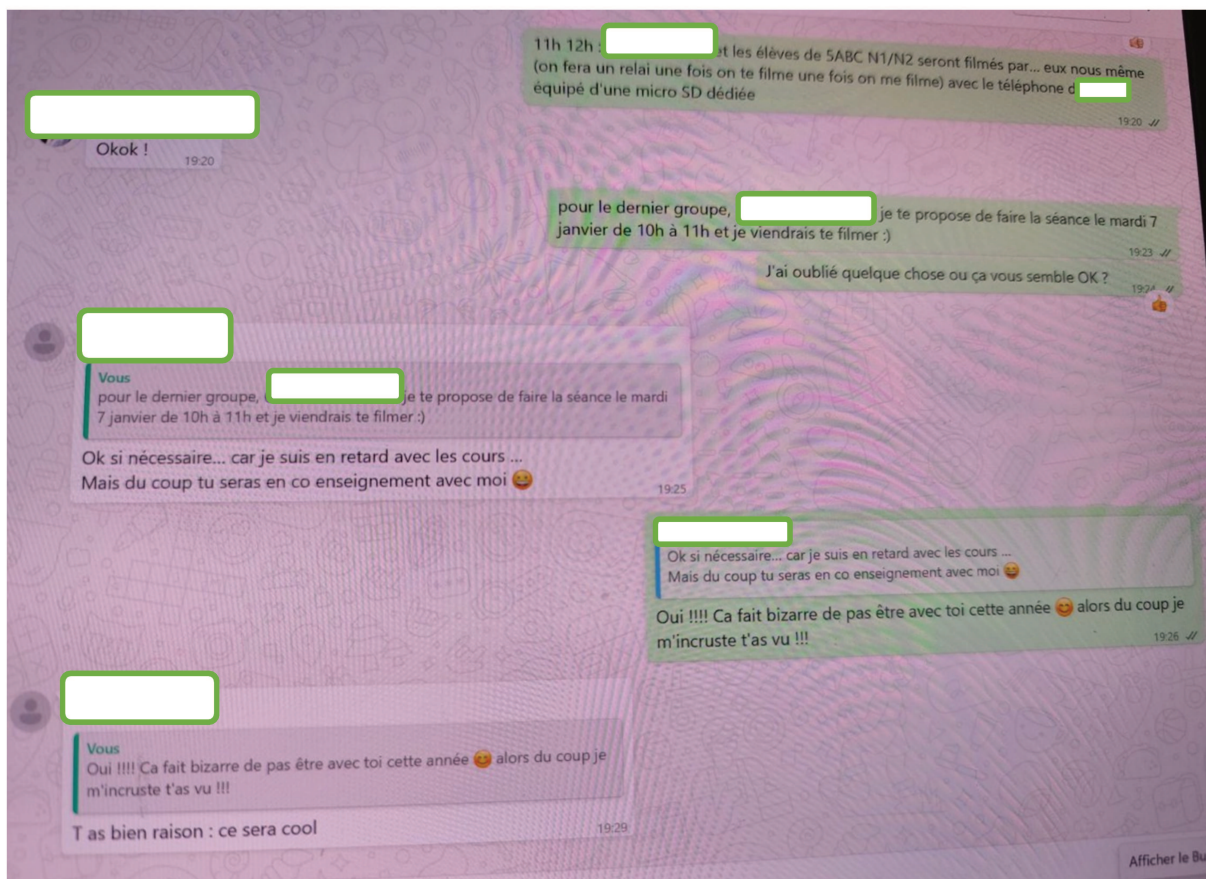 11h 12h : et les élèves de 5ABC N1/N2 seront filmés par... eux nous même
(on fera un relai une fois on te filme une fois on me filme) avec le téléphone d
équipé d'une micro SD dédiée
19:20
Okok !
19:20
pour le dernier groupe, je te propose de faire la séance le mardi 7
janvier de 10h à 11h et je viendrais te filmer :)
19:23
J'ai oublié quelque chose ou ça vous semble OK ?
19:24
Vous
pour le dernier groupe, je te propose de faire la séance le mardi
7 janvier de 10h à 11h et je viendrais te filmer :)
Ok si nécessaire... car je suis en retard avec les cours ...
Mais du coup tu seras en co enseignement avec moi 😀
19:25
Ok si nécessaire... car je suis en retard avec les cours ...
Mais du coup tu seras en co enseignement avec moi 😀
Oui !!!! Ca fait bizarre de pas être avec toi cette année 😊 alors du coup je
m'incruste t'as vu !!!
19:26
Vous
Oui !!!! Ca fait bizarre de pas être avec toi cette année 😊 alors du coup je
m'incruste t'as vu !!!
T as bien raison : ce sera cool
19:29
Afficher le